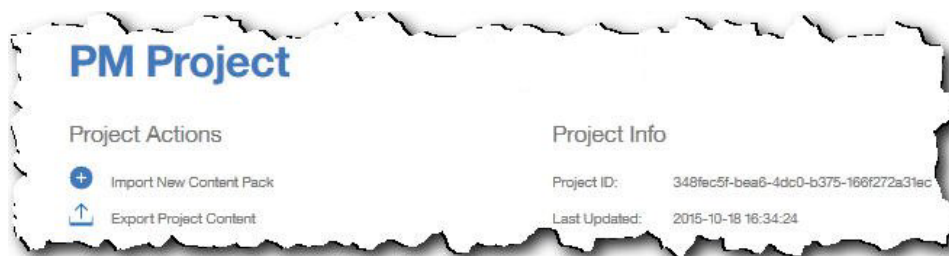 PM Project
Project Actions
Project Info
Import New Content Pack
Project ID: 348fec5f-bea6-4dc0-b375-166f272a31ec
Export Project Content
Last Updated: 2015-10-18 16:34:24